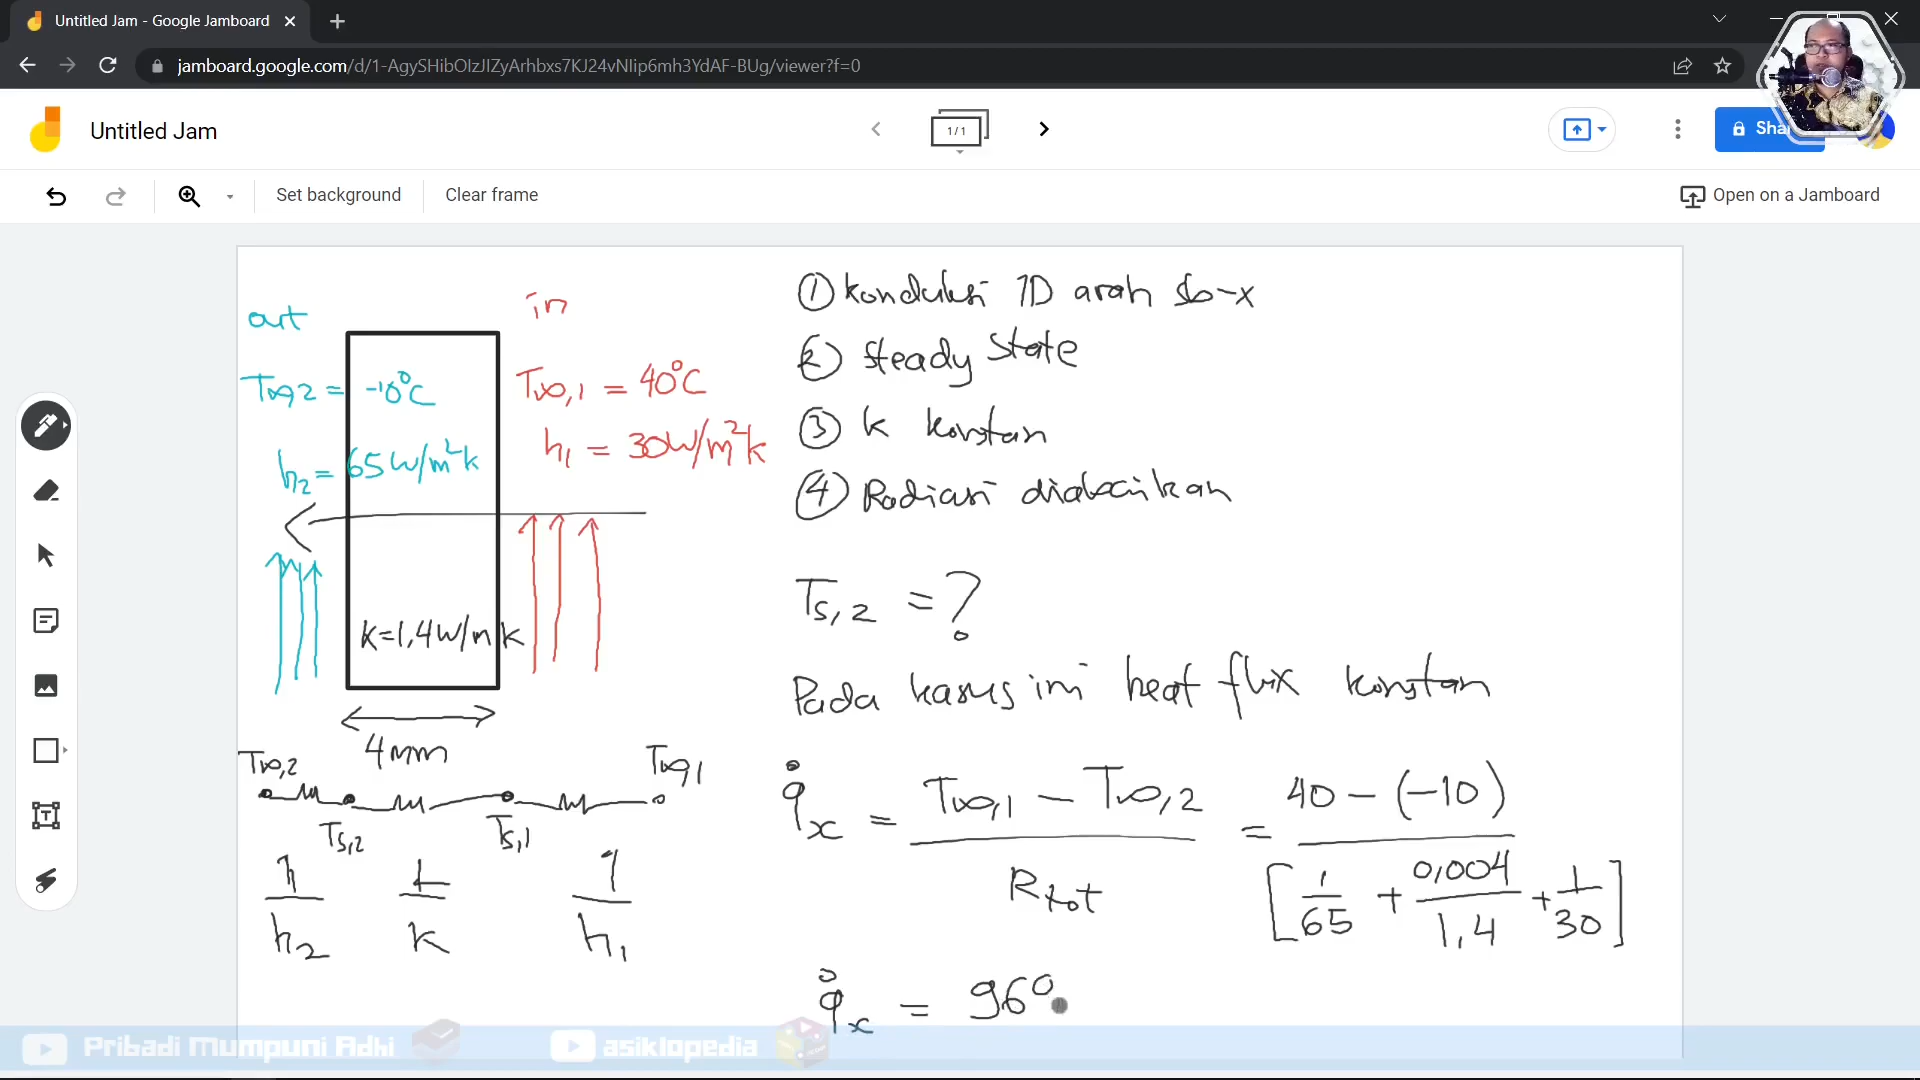 Untitled Jam - Google Jamboard
jamboard.google.com/d/1-AgySHibOIzJIZyArhbxs7KJ24vNlip6mh3YdAF-BUg/viewer?f=0
Untitled Jam
1/1
Share
Set background
Clear frame
Open on a Jamboard
out
in
T∞,2 = -10°C
T∞,1 = 40°C
h₂ = 65 W/m²k
h₁ = 30 W/m²k
k=1,4 W/m k
4 mm
T∞,2
T∞,1
Ts,2
Ts,1
1/h₂
L/k
1/h₁
① konduksi 1D arah sb-x
② Steady State
③ k konstan
④ Radiasi diabaikan
Ts,2 = ?
Pada kasus ini heat flux konstan
q̇x = (T∞,1 - T∞,2)/Rtot = (40 - (-10))/[1/65 + 0,004/1,4 + 1/30]
q̇x = 960
Pribadi Mumpuni Adhi
asiklopedia